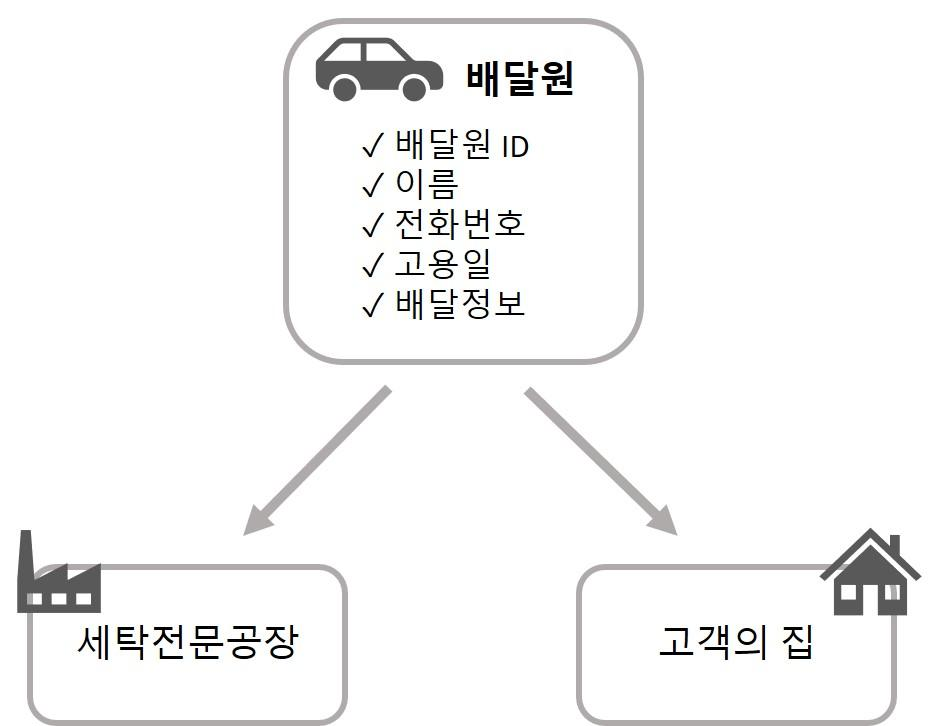 배달원
✓ 배달원 ID
✓ 이름
✓ 전화번호
✓ 고용일
✓ 배달정보
세탁전문공장
고객의 집